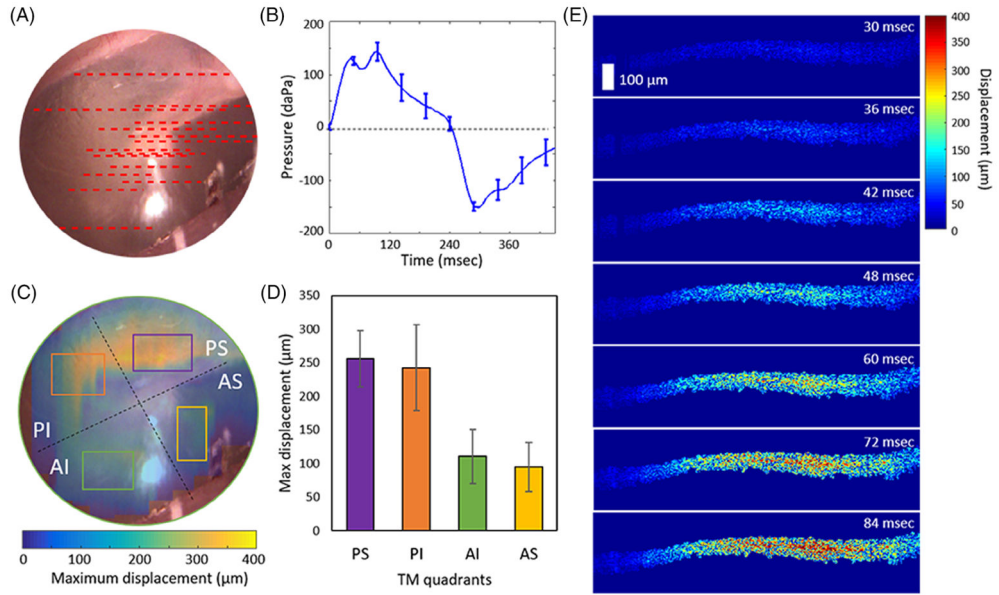 (A)
(B)
Pressure (daPa)
200
100
0
-100
-200
0
120
240
360
Time (msec)
(C)
PS
AS
PI
AI
0
100
200
300
400
Maximum displacement (μm)
(D)
Max displacement (μm)
350
300
250
200
150
100
50
0
PS
PI
AI
AS
TM quadrants
(E)
30 msec
100 μm
36 msec
42 msec
48 msec
60 msec
72 msec
84 msec
400
350
300
250
200
150
100
50
0
Displacement (μm)